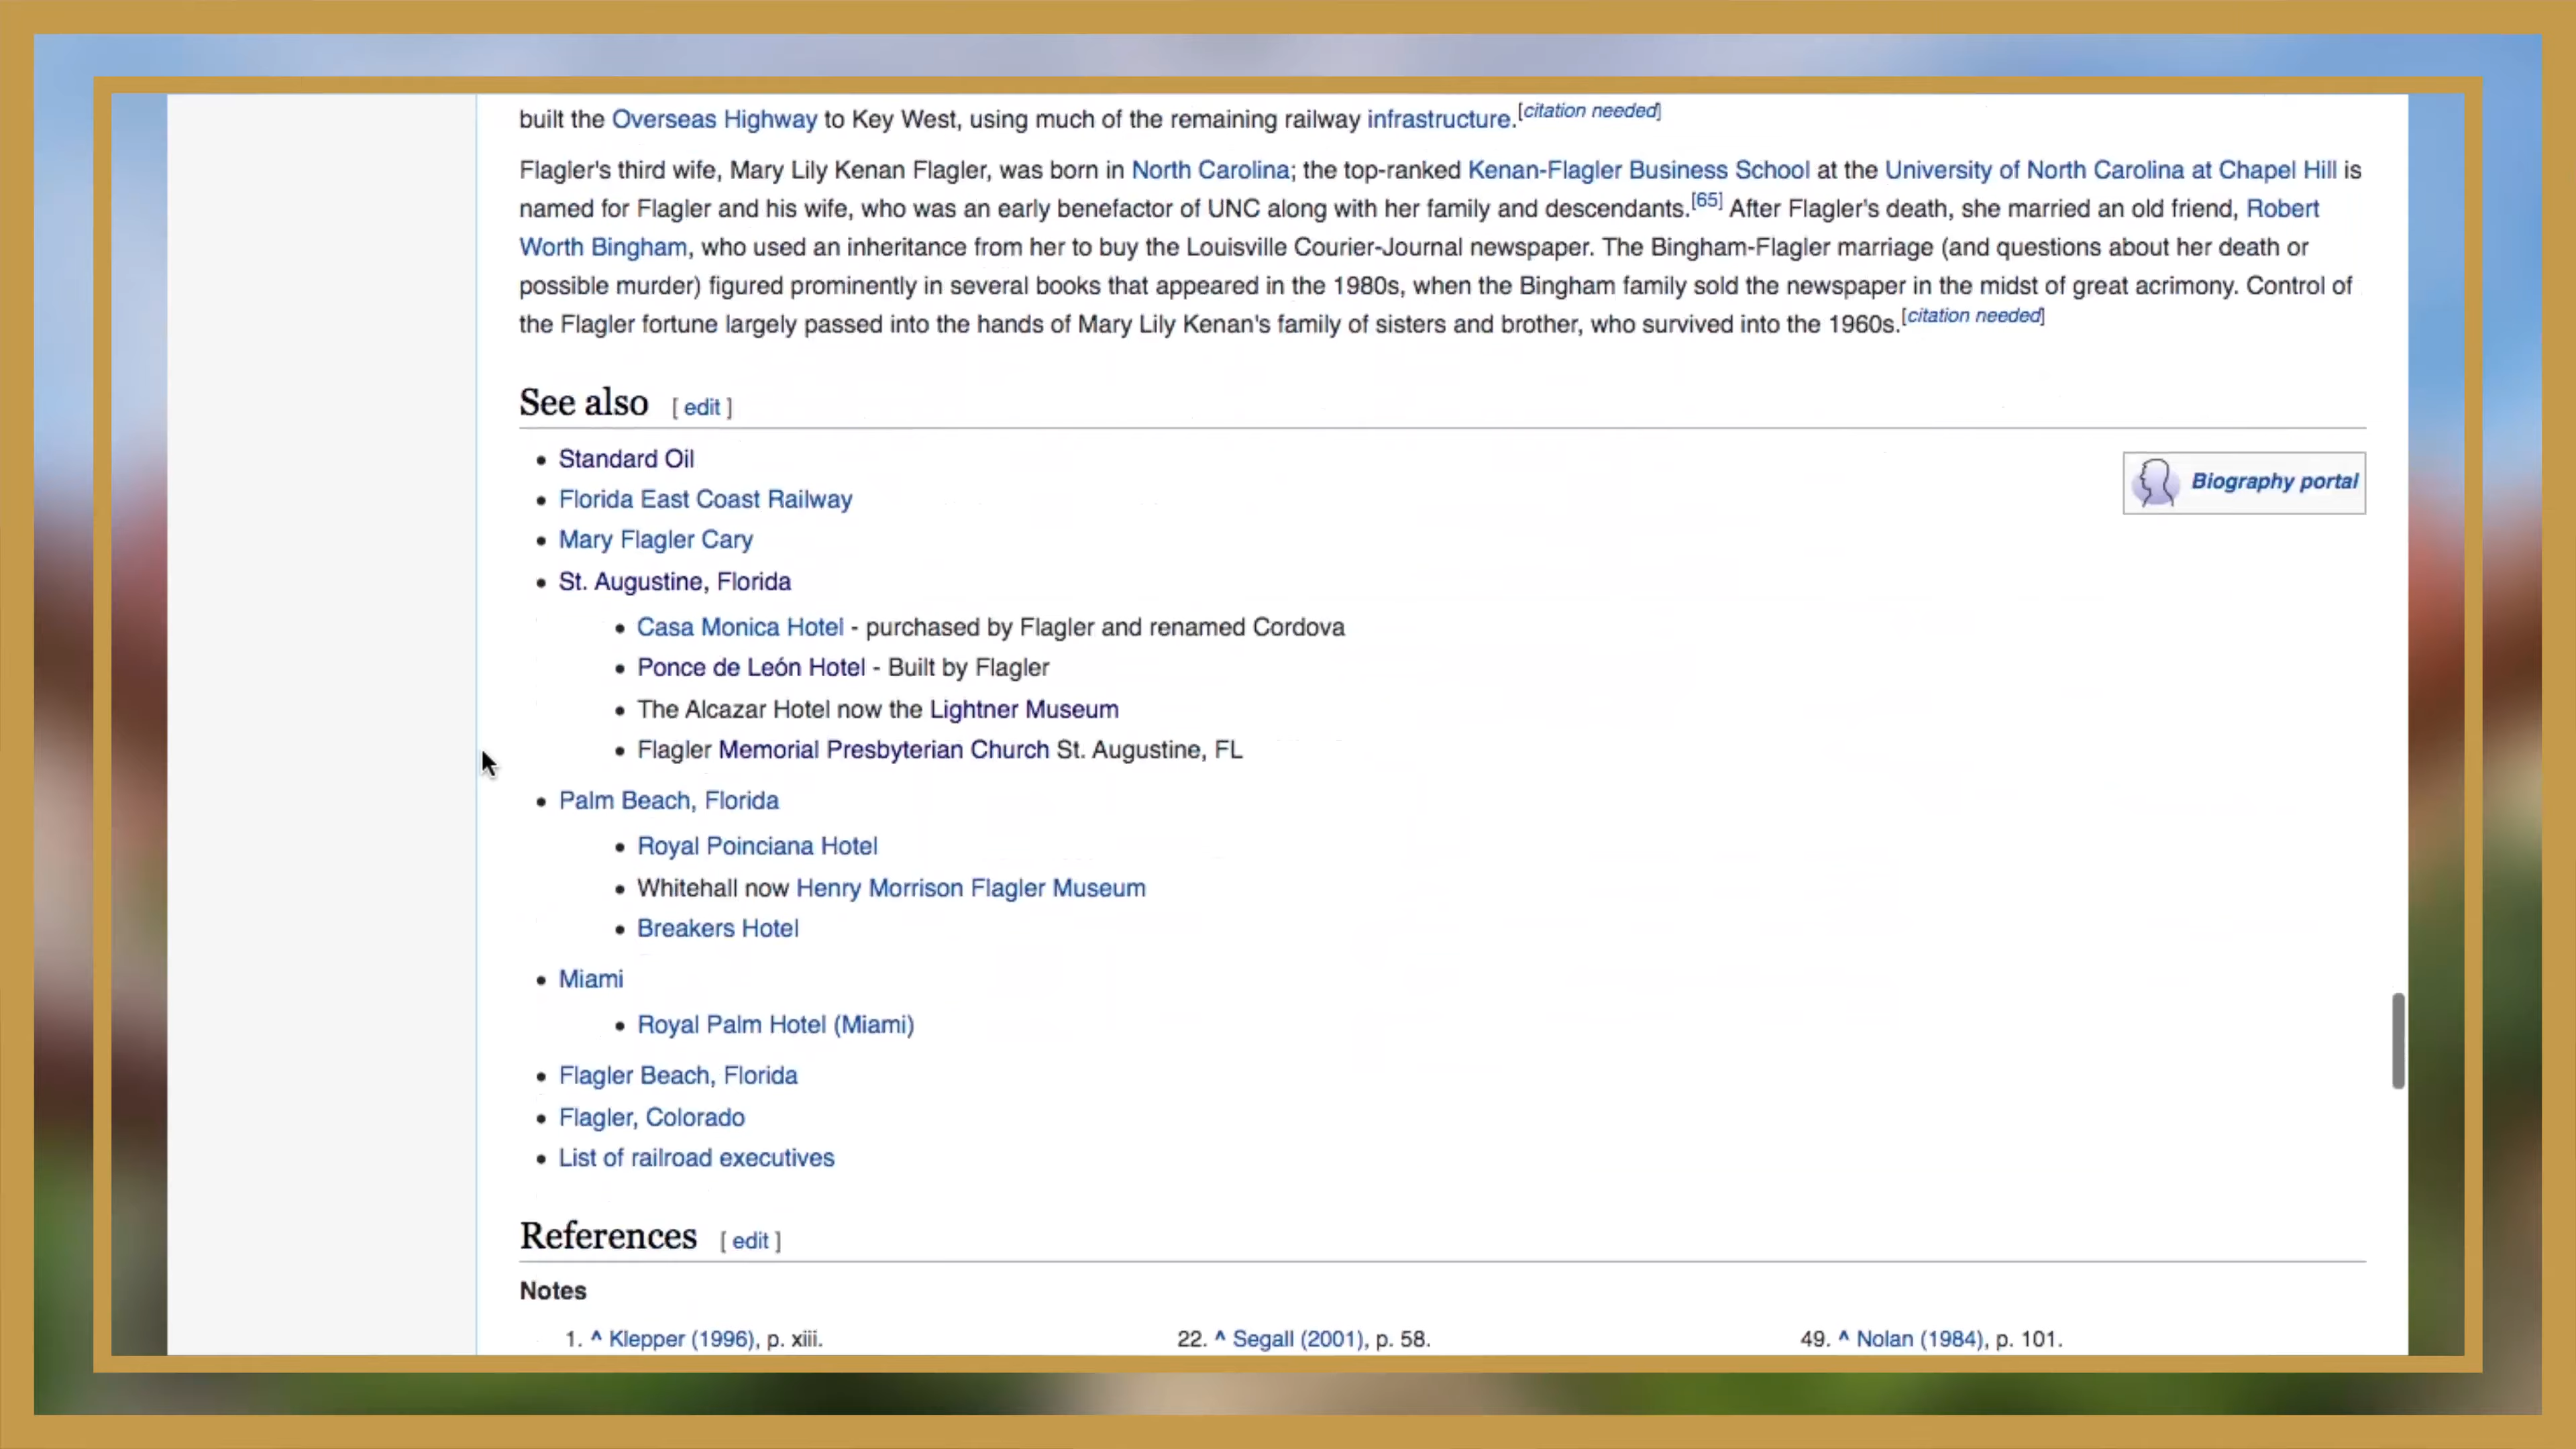 built the Overseas Highway to Key West, using much of the remaining railway infrastructure.[citation needed]
Flagler's third wife, Mary Lily Kenan Flagler, was born in North Carolina; the top-ranked Kenan-Flagler Business School at the University of North Carolina at Chapel Hill is
named for Flagler and his wife, who was an early benefactor of UNC along with her family and descendants.[65] After Flagler's death, she married an old friend, Robert
Worth Bingham, who used an inheritance from her to buy the Louisville Courier-Journal newspaper. The Bingham-Flagler marriage (and questions about her death or
possible murder) figured prominently in several books that appeared in the 1980s, when the Bingham family sold the newspaper in the midst of great acrimony. Control of
the Flagler fortune largely passed into the hands of Mary Lily Kenan's family of sisters and brother, who survived into the 1960s.[citation needed]
See also [ edit ]
• Standard Oil
Biography portal
• Florida East Coast Railway
• Mary Flagler Cary
• St. Augustine, Florida
• Casa Monica Hotel - purchased by Flagler and renamed Cordova
• Ponce de León Hotel - Built by Flagler
• The Alcazar Hotel now the Lightner Museum
• Flagler Memorial Presbyterian Church St. Augustine, FL
• Palm Beach, Florida
• Royal Poinciana Hotel
• Whitehall now Henry Morrison Flagler Museum
• Breakers Hotel
• Miami
• Royal Palm Hotel (Miami)
• Flagler Beach, Florida
• Flagler, Colorado
• List of railroad executives
References [ edit ]
Notes
1. ^ Klepper (1996), p. xiii.
22. ^ Segall (2001), p. 58.
49. ^ Nolan (1984), p. 101.